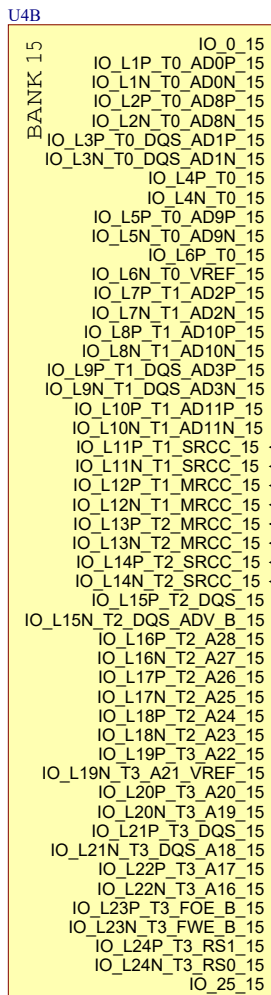 U4B
BANK 15
IO_0_15
IO_L1P_T0_AD0P_15
IO_L1N_T0_AD0N_15
IO_L2P_T0_AD8P_15
IO_L2N_T0_AD8N_15
IO_L3P_T0_DQS_AD1P_15
IO_L3N_T0_DQS_AD1N_15
IO_L4P_T0_15
IO_L4N_T0_15
IO_L5P_T0_AD9P_15
IO_L5N_T0_AD9N_15
IO_L6P_T0_15
IO_L6N_T0_VREF_15
IO_L7P_T1_AD2P_15
IO_L7N_T1_AD2N_15
IO_L8P_T1_AD10P_15
IO_L8N_T1_AD10N_15
IO_L9P_T1_DQS_AD3P_15
IO_L9N_T1_DQS_AD3N_15
IO_L10P_T1_AD11P_15
IO_L10N_T1_AD11N_15
IO_L11P_T1_SRCC_15
IO_L11N_T1_SRCC_15
IO_L12P_T1_MRCC_15
IO_L12N_T1_MRCC_15
IO_L13P_T2_MRCC_15
IO_L13N_T2_MRCC_15
IO_L14P_T2_SRCC_15
IO_L14N_T2_SRCC_15
IO_L15P_T2_DQS_15
IO_L15N_T2_DQS_ADV_B_15
IO_L16P_T2_A28_15
IO_L16N_T2_A27_15
IO_L17P_T2_A26_15
IO_L17N_T2_A25_15
IO_L18P_T2_A24_15
IO_L18N_T2_A23_15
IO_L19P_T3_A22_15
IO_L19N_T3_A21_VREF_15
IO_L20P_T3_A20_15
IO_L20N_T3_A19_15
IO_L21P_T3_DQS_15
IO_L21N_T3_DQS_A18_15
IO_L22P_T3_A17_15
IO_L22N_T3_A16_15
IO_L23P_T3_FOE_B_15
IO_L23N_T3_FWE_B_15
IO_L24P_T3_RS1_15
IO_L24N_T3_RS0_15
IO_25_15